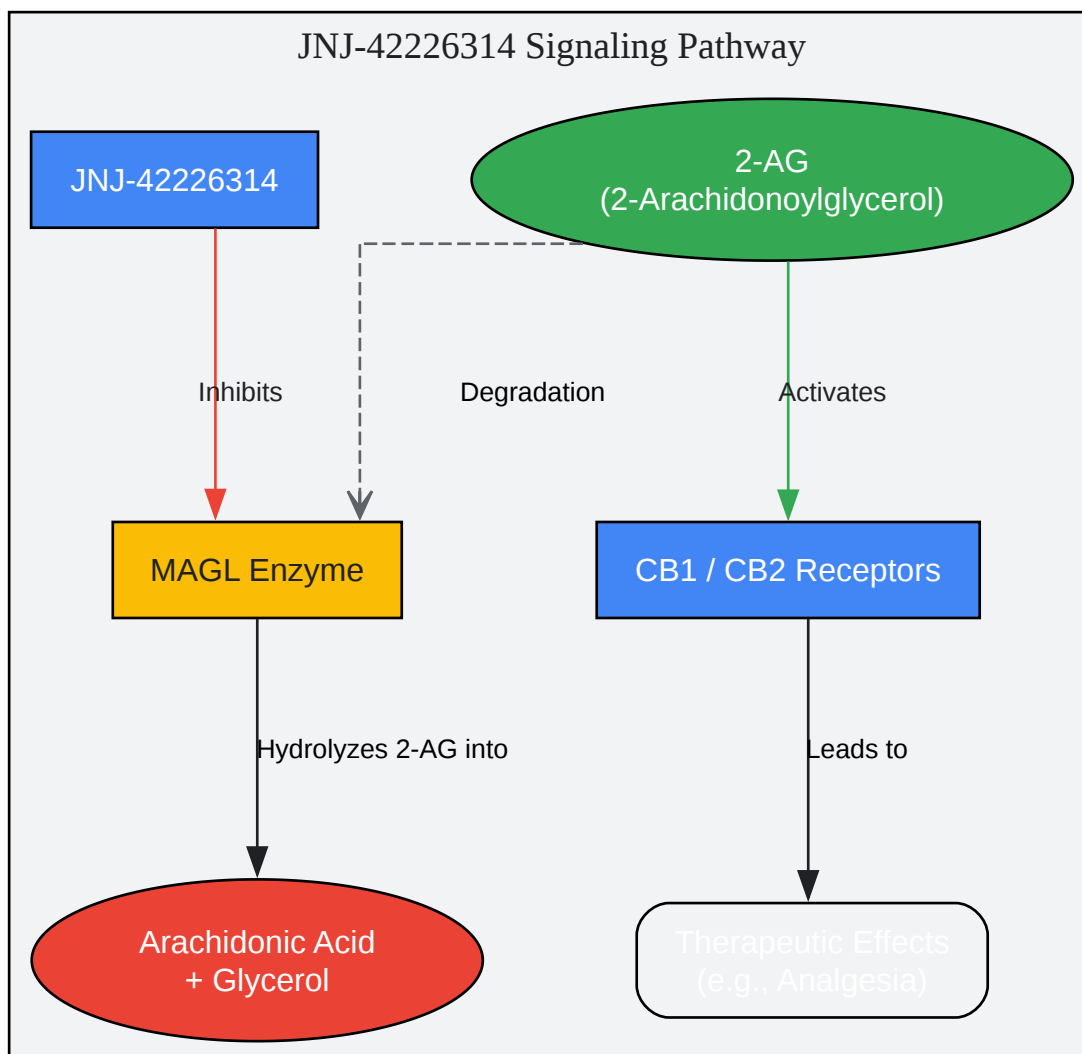 JNJ-42226314 Signaling Pathway
JNJ-42226314
2-AG
(2-Arachidonoylglycerol)
Inhibits
Degradation
Activates
MAGL Enzyme
CB1 / CB2 Receptors
Hydrolyzes 2-AG into
Leads to
Arachidonic Acid
+ Glycerol
Therapeutic Effects
(e.g., Analgesia)